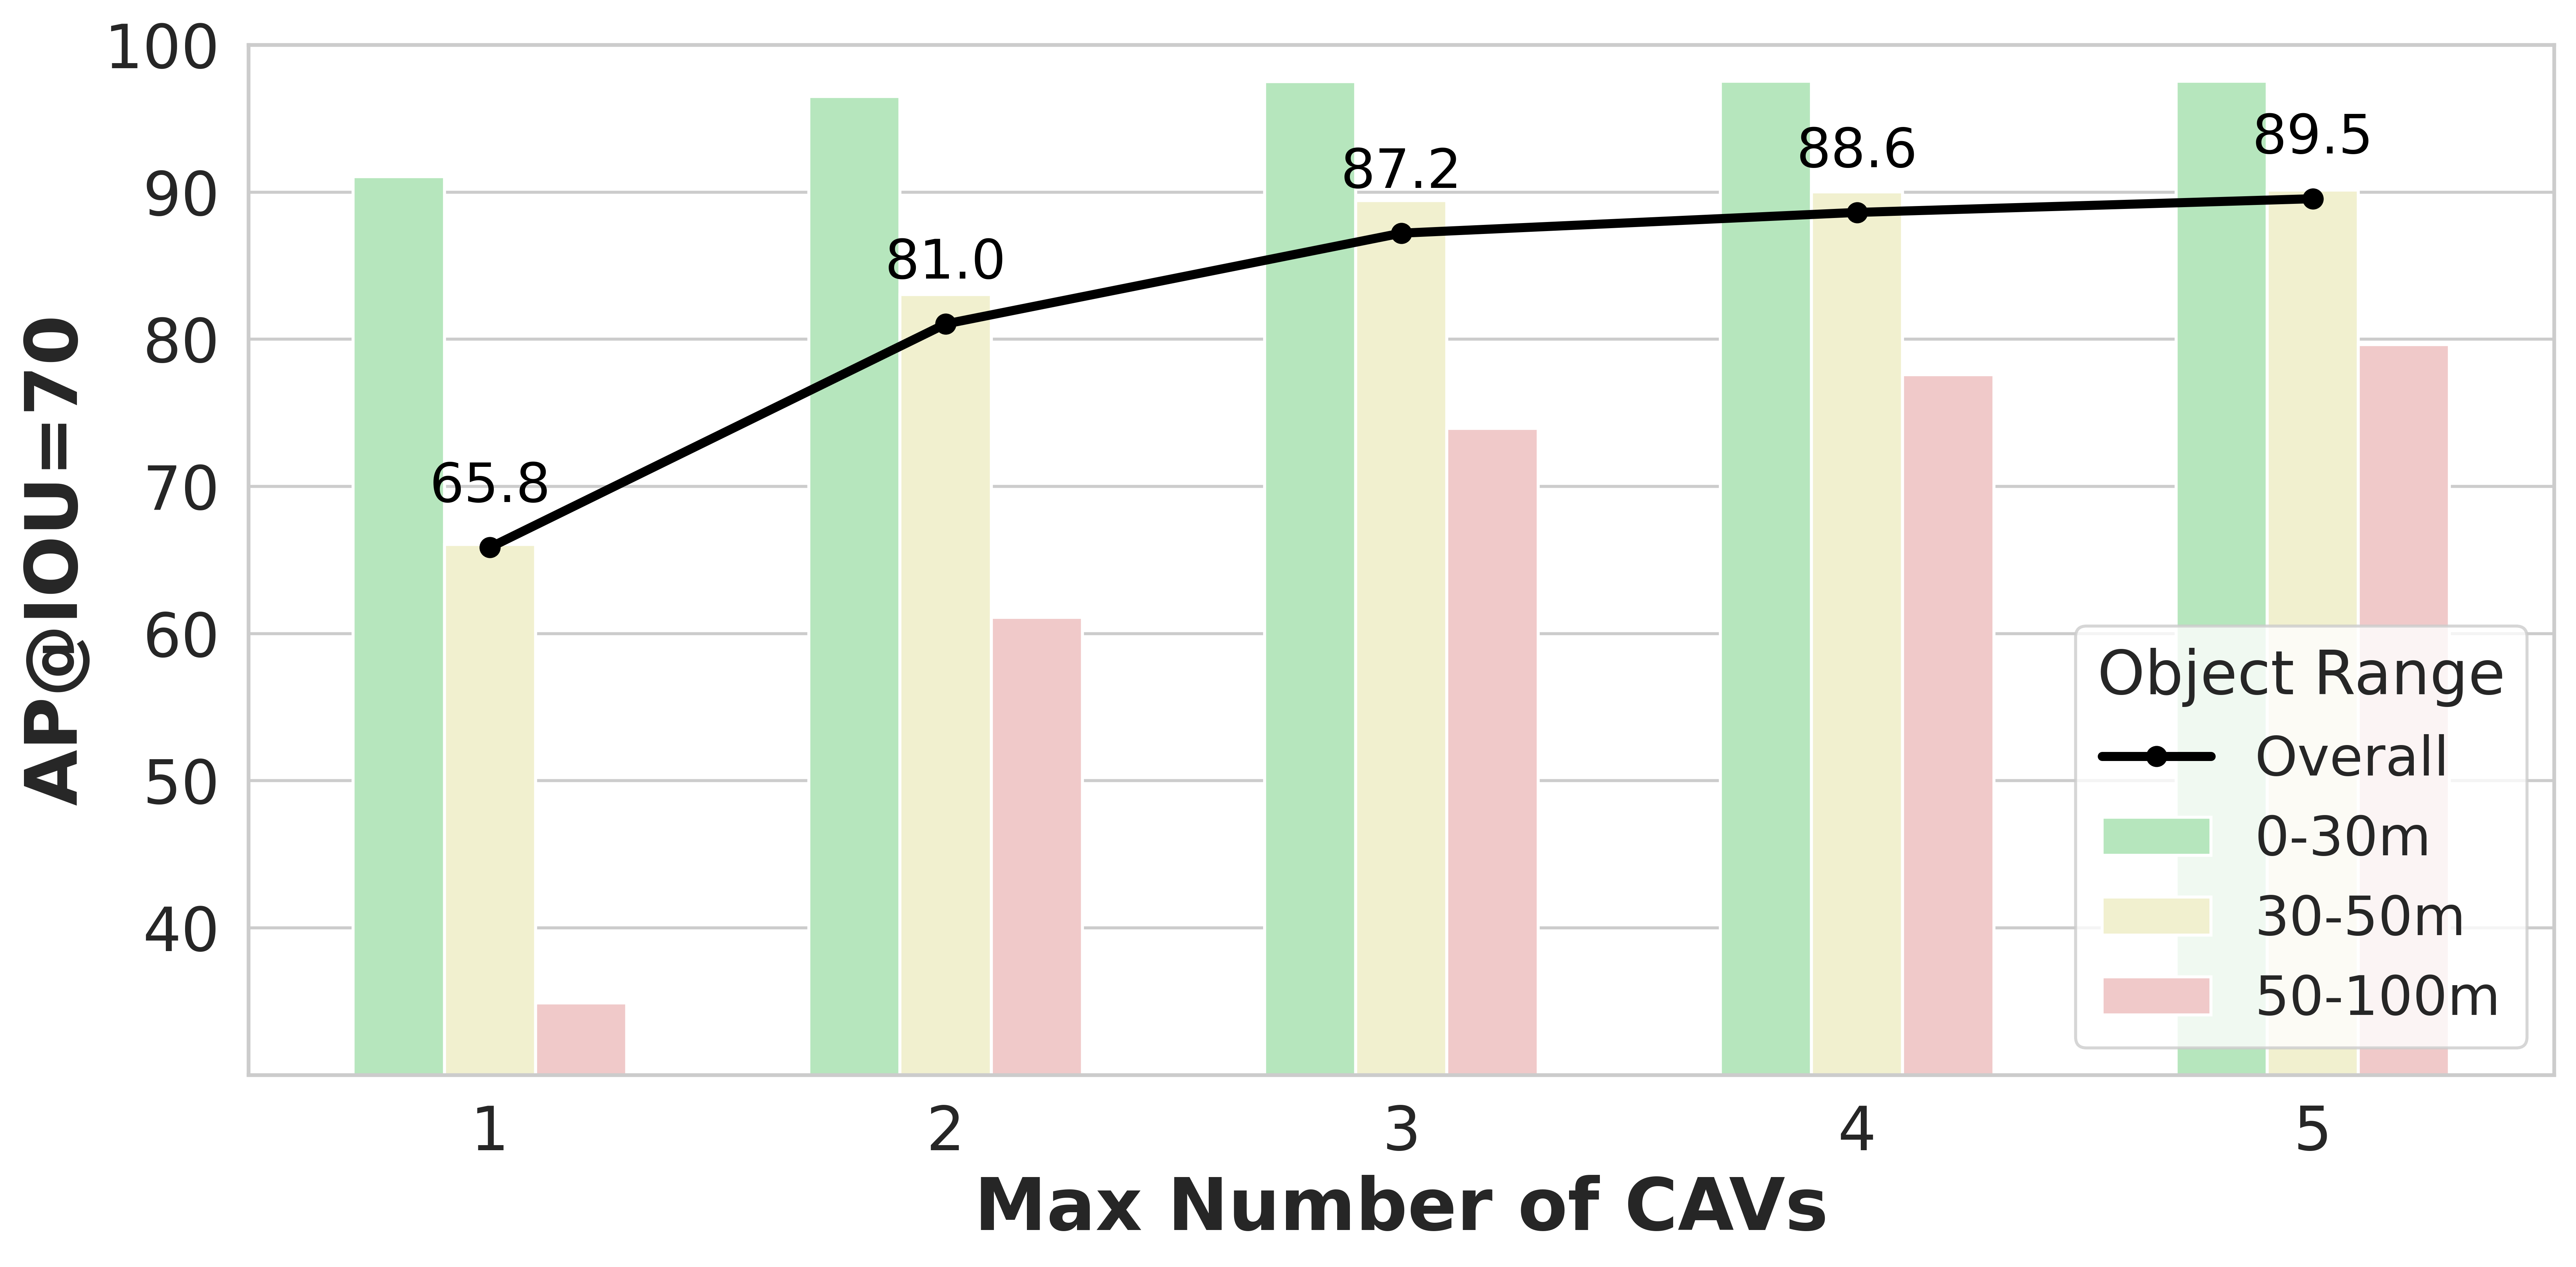 100
90
80
70
60
50
40
AP@IOU=70
65.8
81.0
87.2
88.6
89.5
Object Range
Overall
0-30m
30-50m
50-100m
1
2
3
4
5
Max Number of CAVs